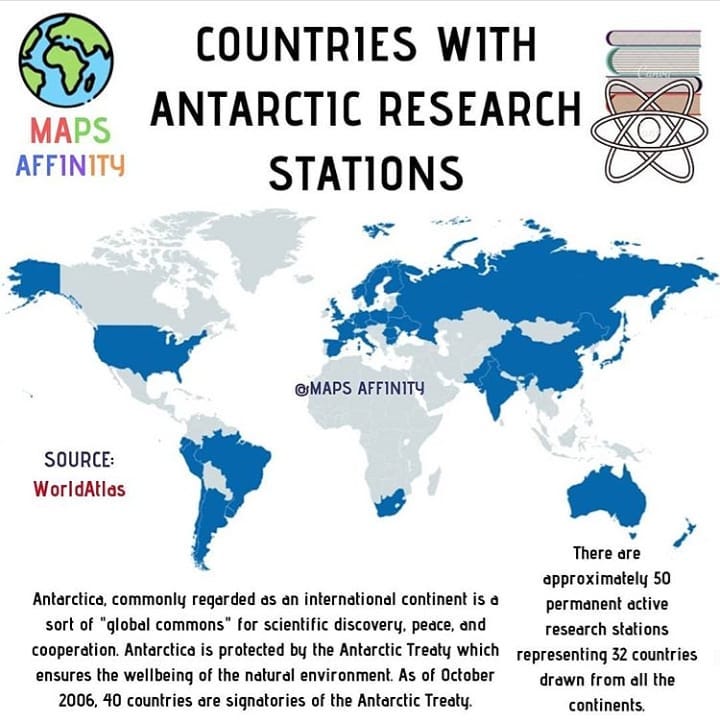 COUNTRIES WITH
ANTARCTIC RESEARCH
STATIONS
MAPS
AFFINITY
Canva
@MAPS AFFINITY
SOURCE:
WorldAtlas
Antarctica, commonly regarded as an international continent is a
sort of "global commons" for scientific discovery, peace, and
cooperation. Antarctica is protected by the Antarctic Treaty which
ensures the wellbeing of the natural environment. As of October
2006, 40 countries are signatories of the Antarctic Treaty.
There are
approximately 50
permanent active
research stations
representing 32 countries
drawn from all the
continents.